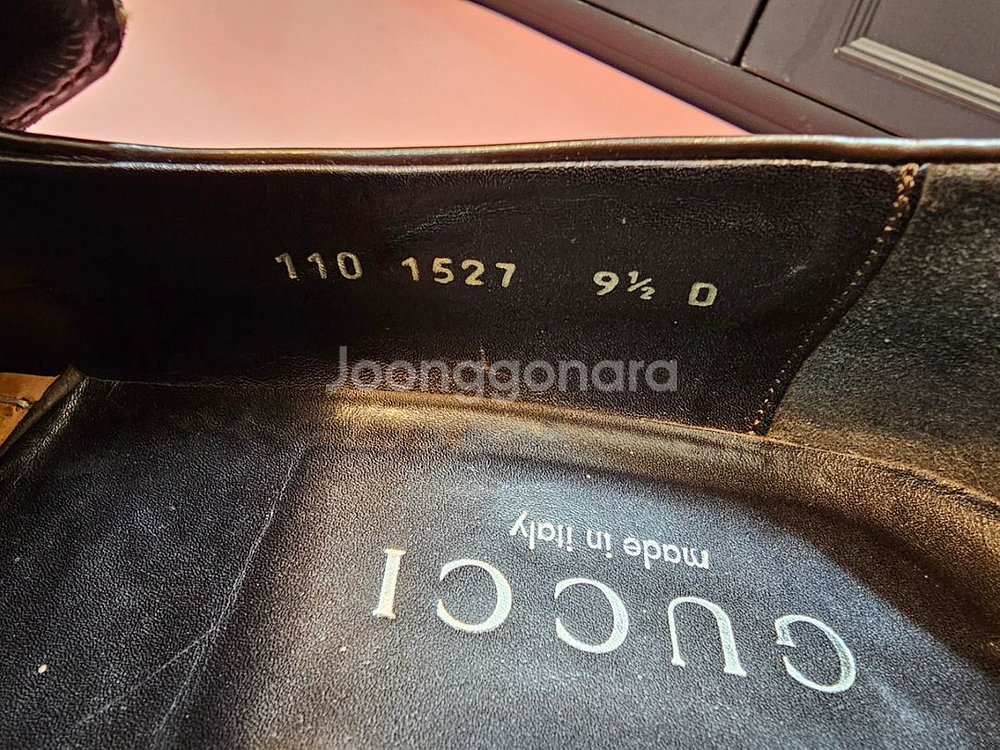 110 1527 9½ D
Joonggonara
GUCCI
made in italy